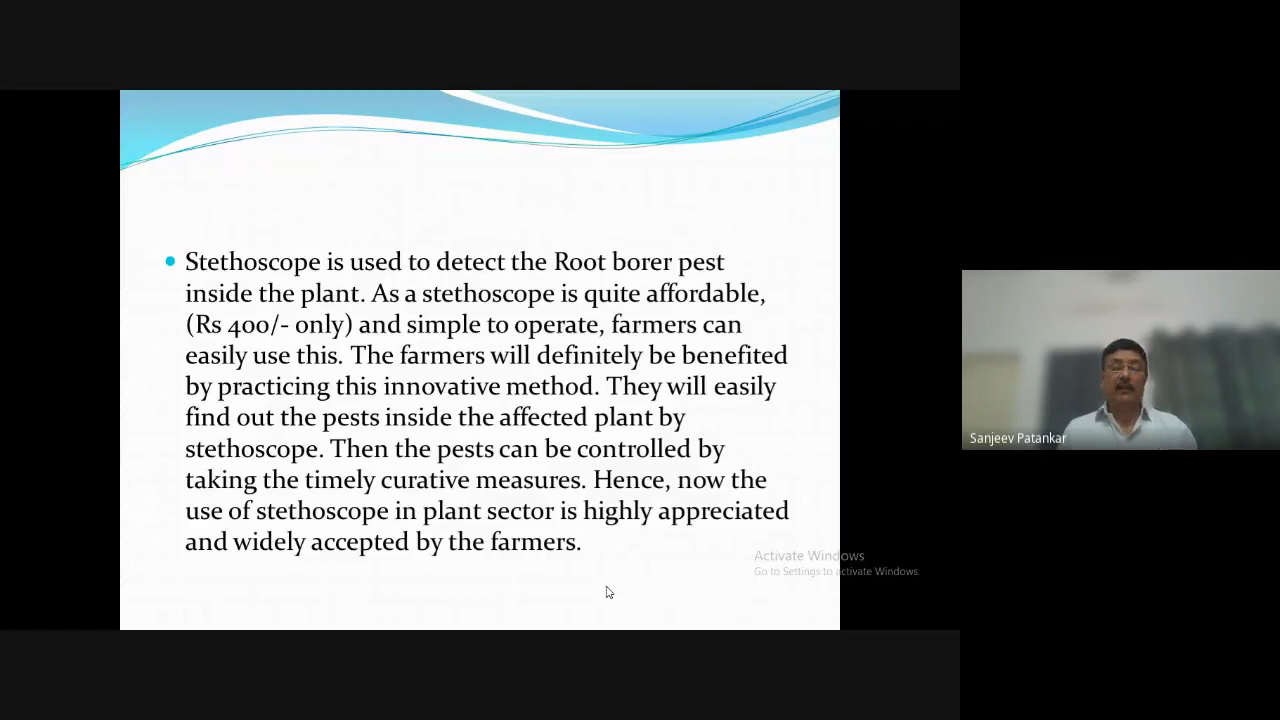 Stethoscope is used to detect the Root borer pest
inside the plant. As a stethoscope is quite affordable,
(Rs 400/- only) and simple to operate, farmers can
easily use this. The farmers will definitely be benefited
by practicing this innovative method. They will easily
find out the pests inside the affected plant by
stethoscope. Then the pests can be controlled by
taking the timely curative measures. Hence, now the
use of stethoscope in plant sector is highly appreciated
and widely accepted by the farmers.
Activate Windows
Go to Settings to activate Windows.
Sanjeev Patankar